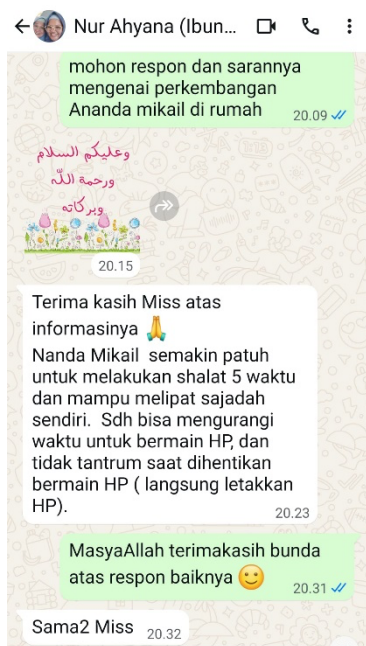 Nur Ahyana (Ibun...
mohon respon dan sarannya
mengenai perkembangan
Ananda mikail di rumah
20.09
وعليكم السلام
ورحمة الله
وبركاته
20.15
Terima kasih Miss atas
informasinya 🙏
Nanda Mikail semakin patuh
untuk melakukan shalat 5 waktu
dan mampu melipat sajadah
sendiri. Sdh bisa mengurangi
waktu untuk bermain HP, dan
tidak tantrum saat dihentikan
bermain HP ( langsung letakkan
HP).
20.23
MasyaAllah terimakasih bunda
atas respon baiknya 🙂
20.31
Sama2 Miss
20.32